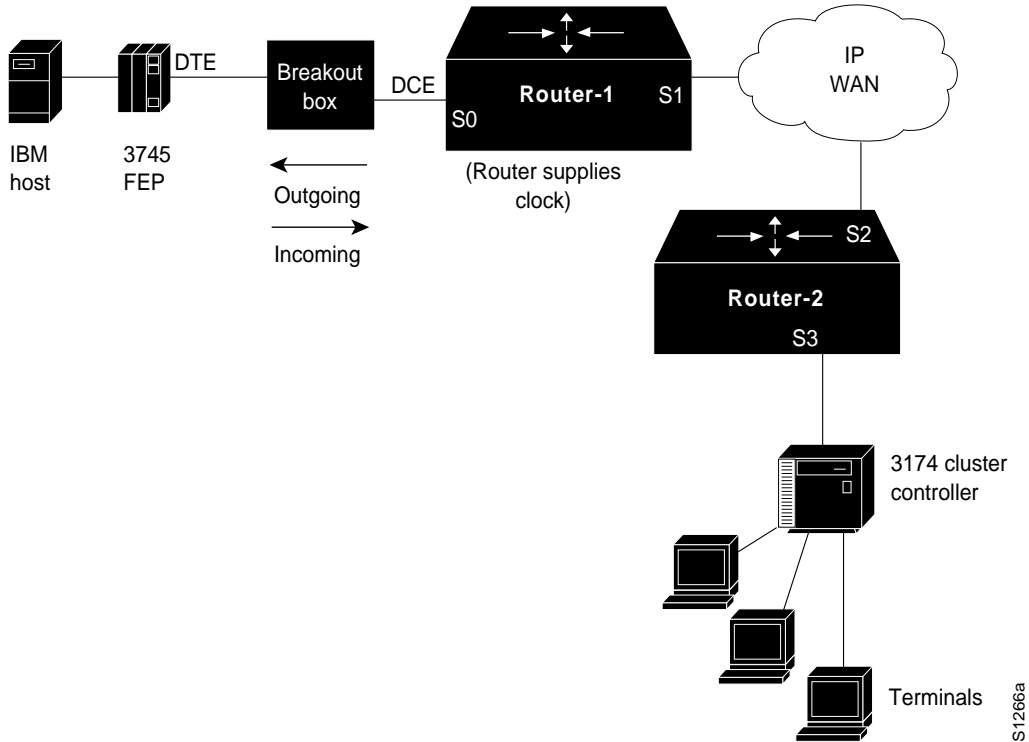 IBM
host
3745
FEP
DTE
Breakout
box
Outgoing
Incoming
DCE
Router-1
S0
S1
(Router supplies
clock)
IP
WAN
S2
Router-2
S3
3174 cluster
controller
Terminals
S1266a